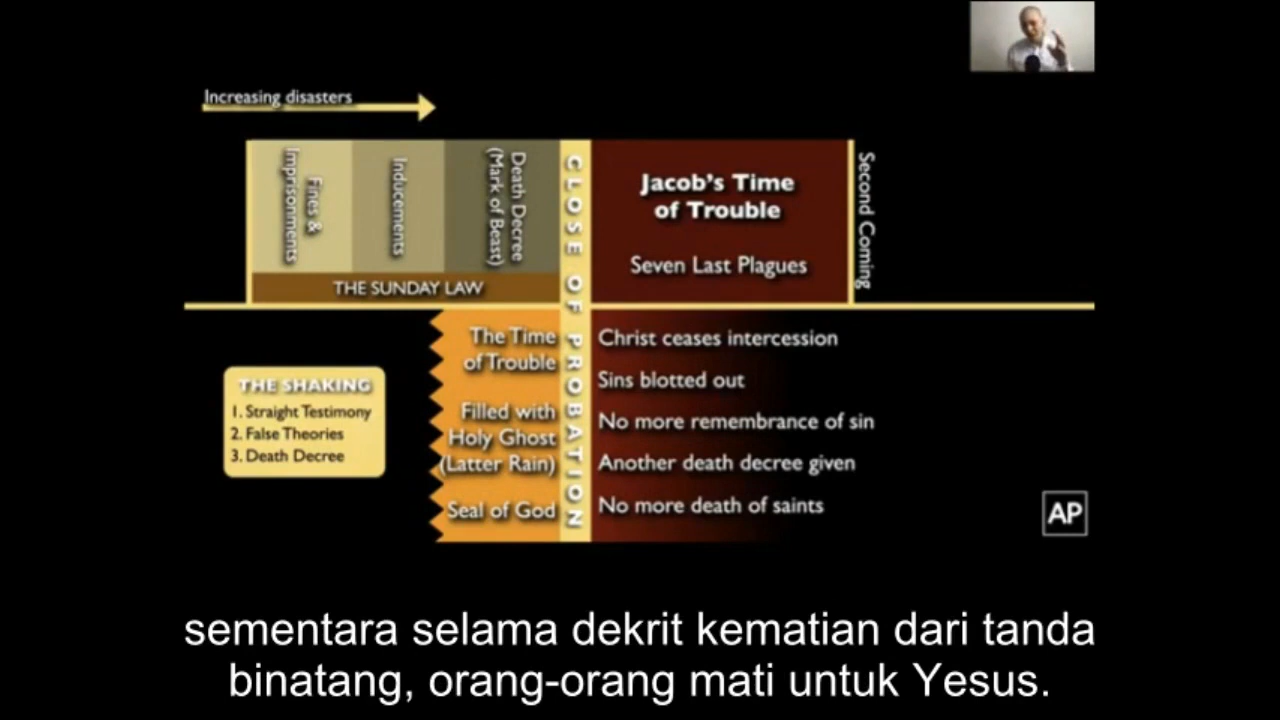 Increasing disasters
Fines &
Imprisonments
Inducements
Death Decree
(Mark of Beast)
THE SUNDAY LAW
CLOSE OF PROBATION
Jacob's Time
of Trouble
Seven Last Plagues
Second Coming
THE SHAKING
1. Straight Testimony
2. False Theories
3. Death Decree
The Time
of Trouble
Filled with
Holy Ghost
(Latter Rain)
Seal of God
Christ ceases intercession
Sins blotted out
No more remembrance of sin
Another death decree given
No more death of saints
AP
sementara selama dekrit kematian dari tanda
binatang, orang-orang mati untuk Yesus.